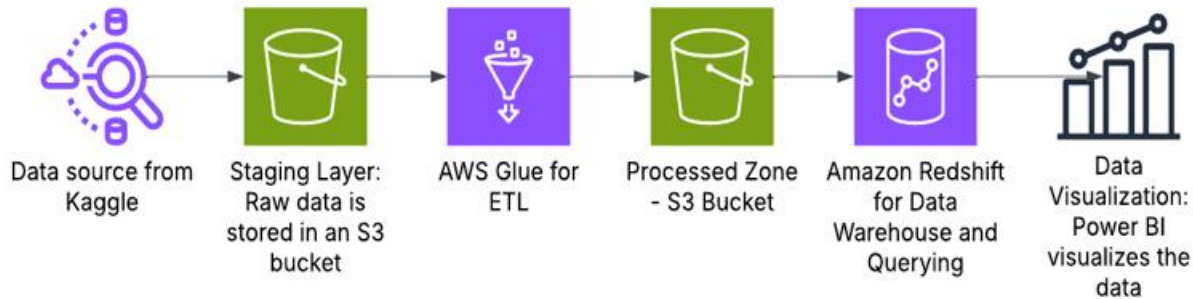 Data source from
Kaggle
Staging Layer:
Raw data is
stored in an S3
bucket
AWS Glue for
ETL
Processed Zone
- S3 Bucket
Amazon Redshift
for Data
Warehouse and
Querying
Data
Visualization:
Power BI
visualizes the
data